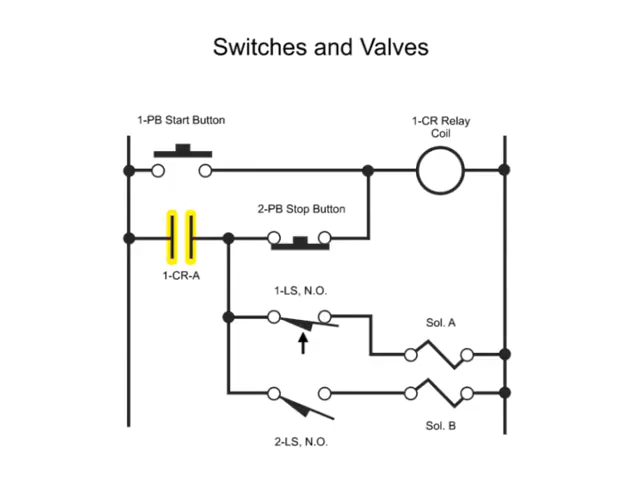 Switches and Valves
1-PB Start Button
1-CR Relay
Coil
2-PB Stop Button
1-CR-A
1-LS, N.O.
Sol. A
2-LS, N.O.
Sol. B